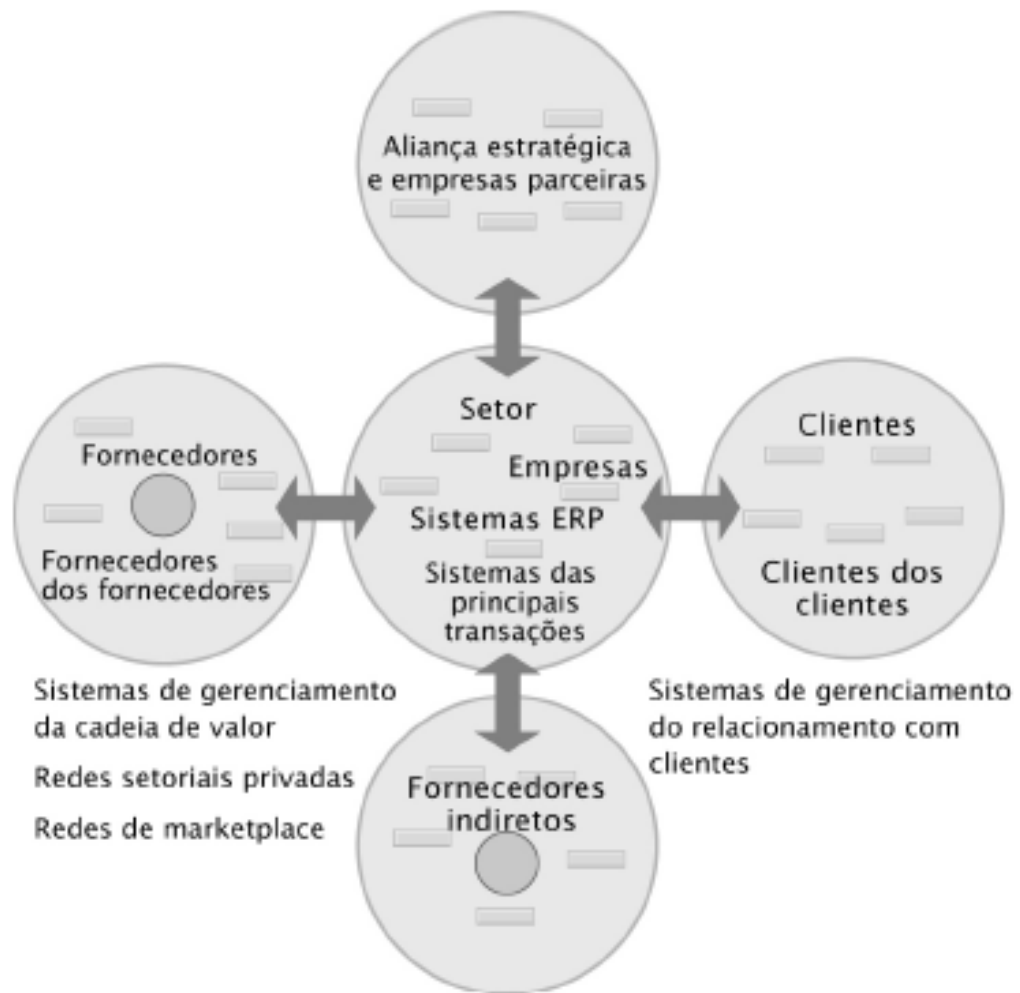 Aliança estratégica
e empresas parceiras
Setor
Empresas
Sistemas ERP
Sistemas das
principais
transações
Fornecedores
Fornecedores
dos fornecedores
Clientes
Clientes dos
clientes
Sistemas de gerenciamento
da cadeia de valor
Redes setoriais privadas
Redes de marketplace
Sistemas de gerenciamento
do relacionamento com
clientes
Fornecedores
indiretos